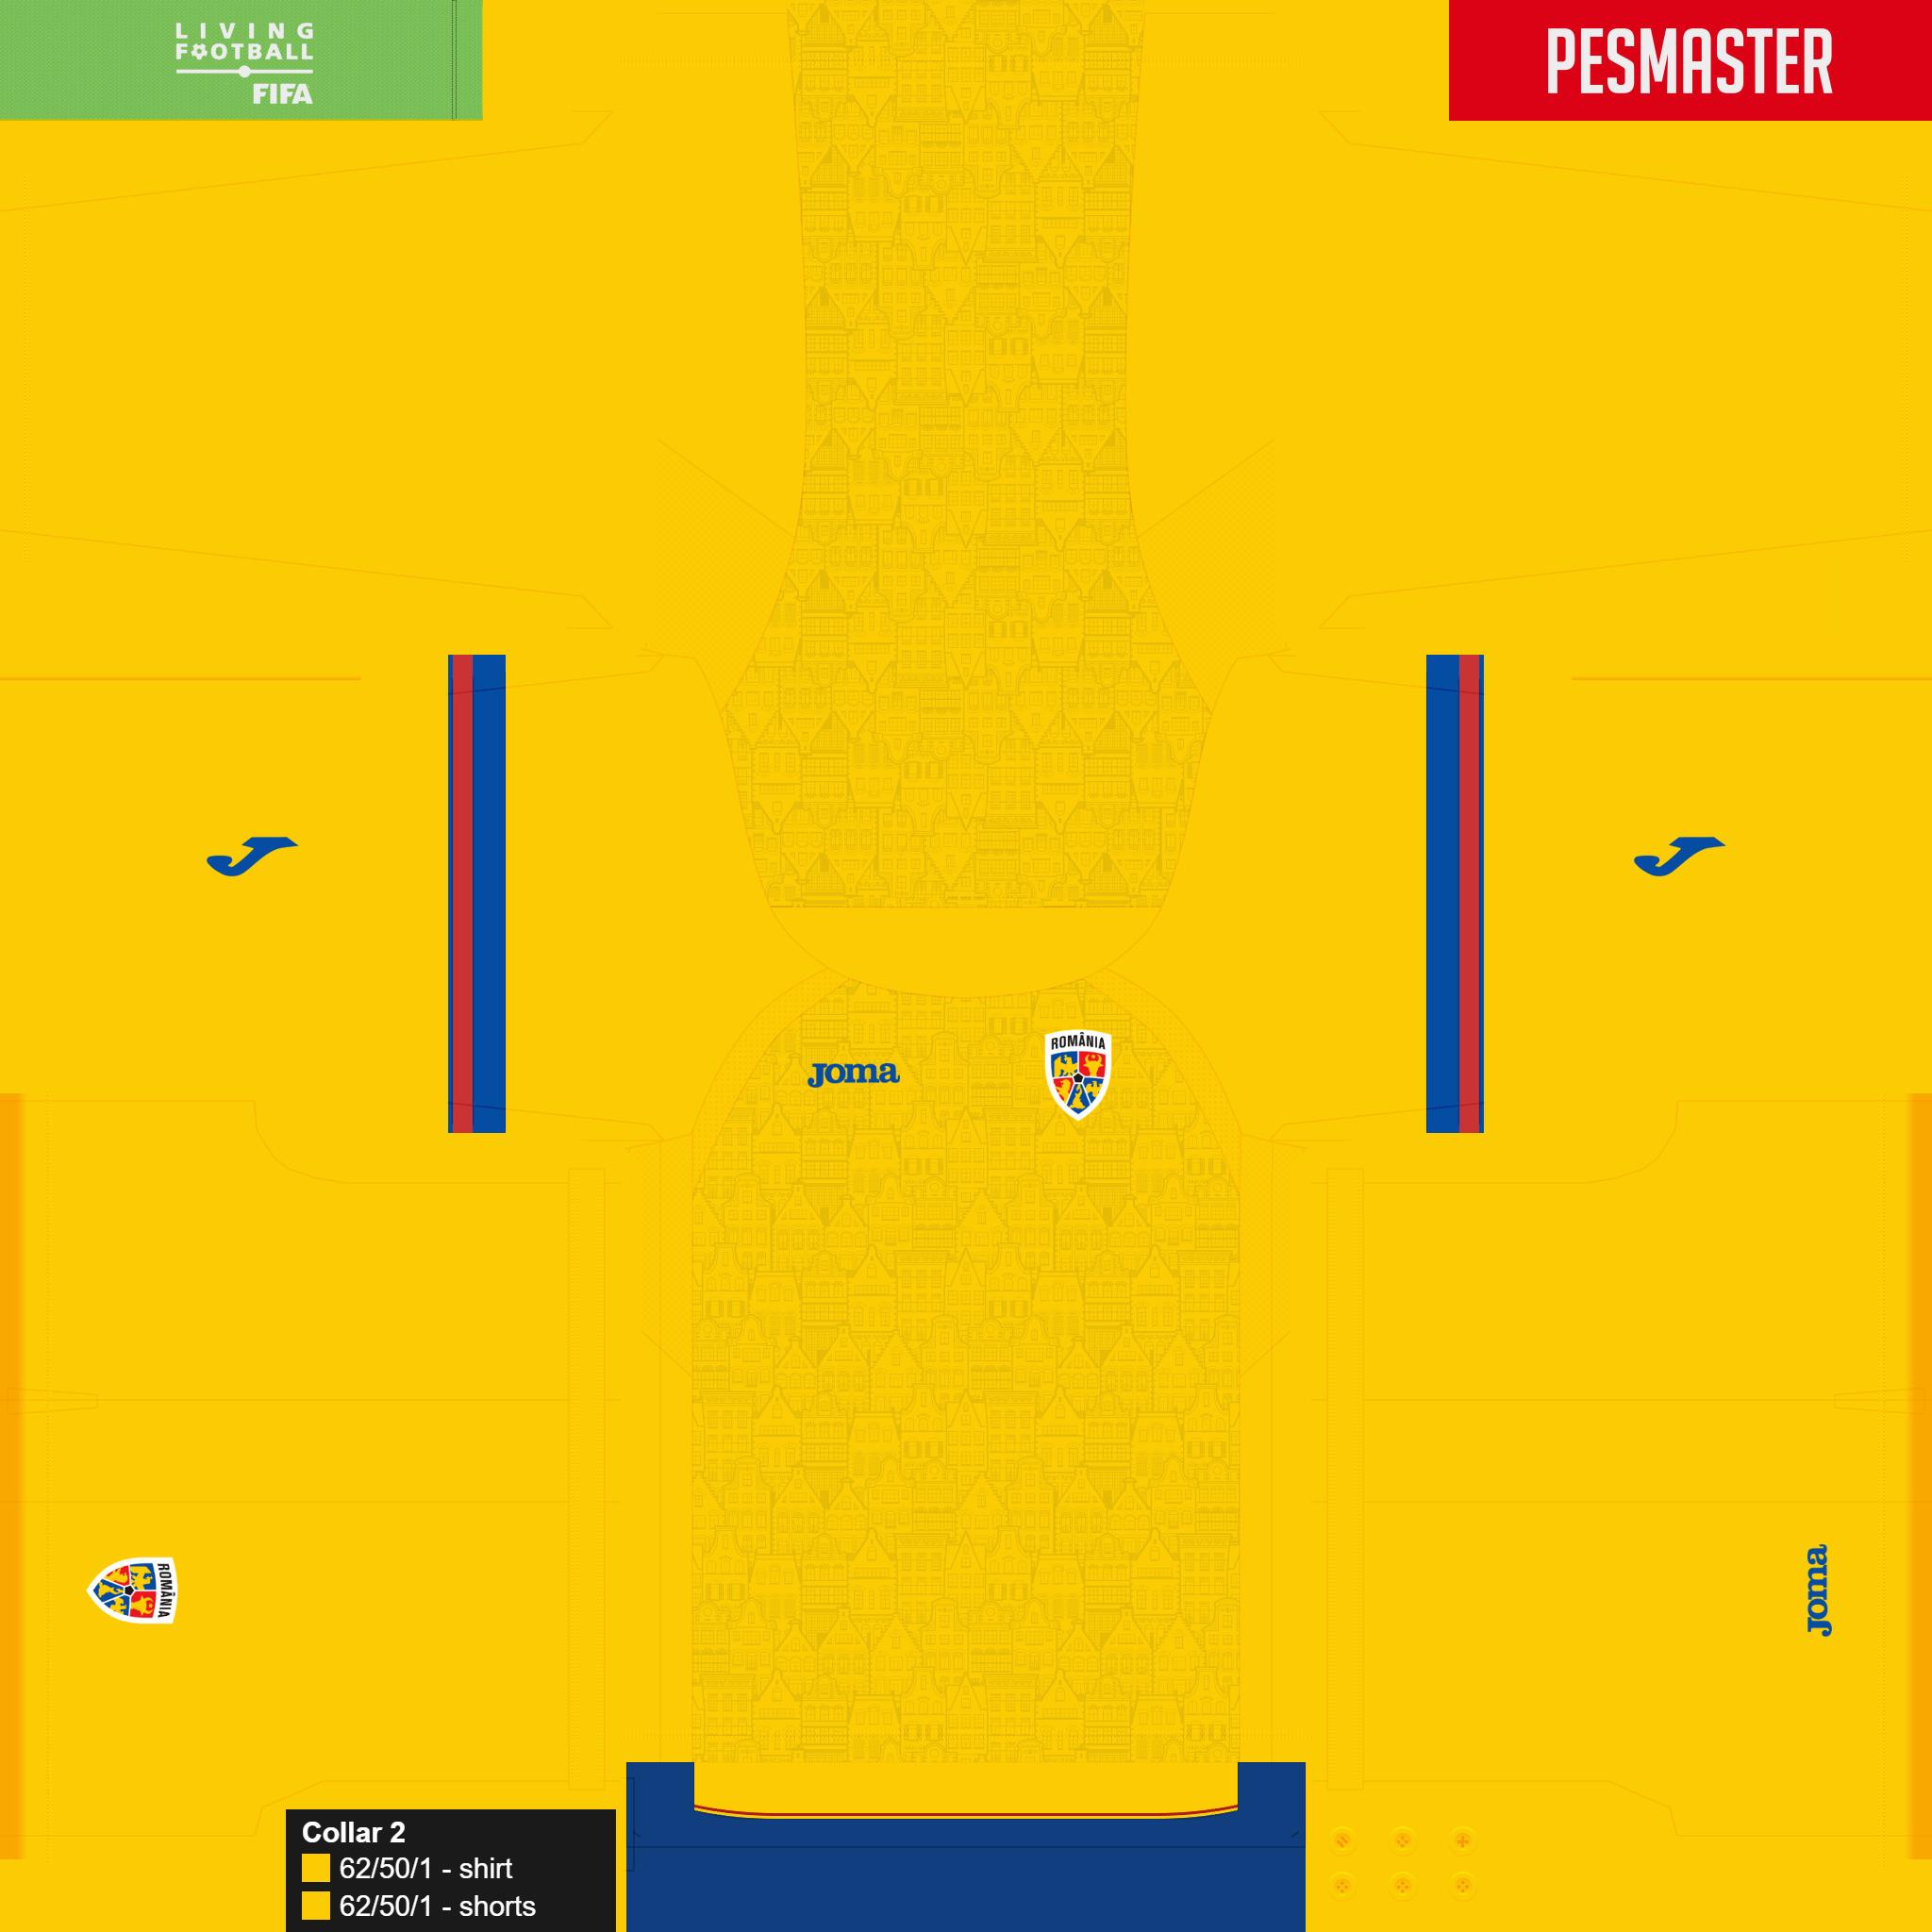 LIVING
FOOTBALL
FIFA
PESMASTER
ROMÂNIA
Joma
ROMÂNIA
Joma
Collar 2
62/50/1 - shirt
62/50/1 - shorts